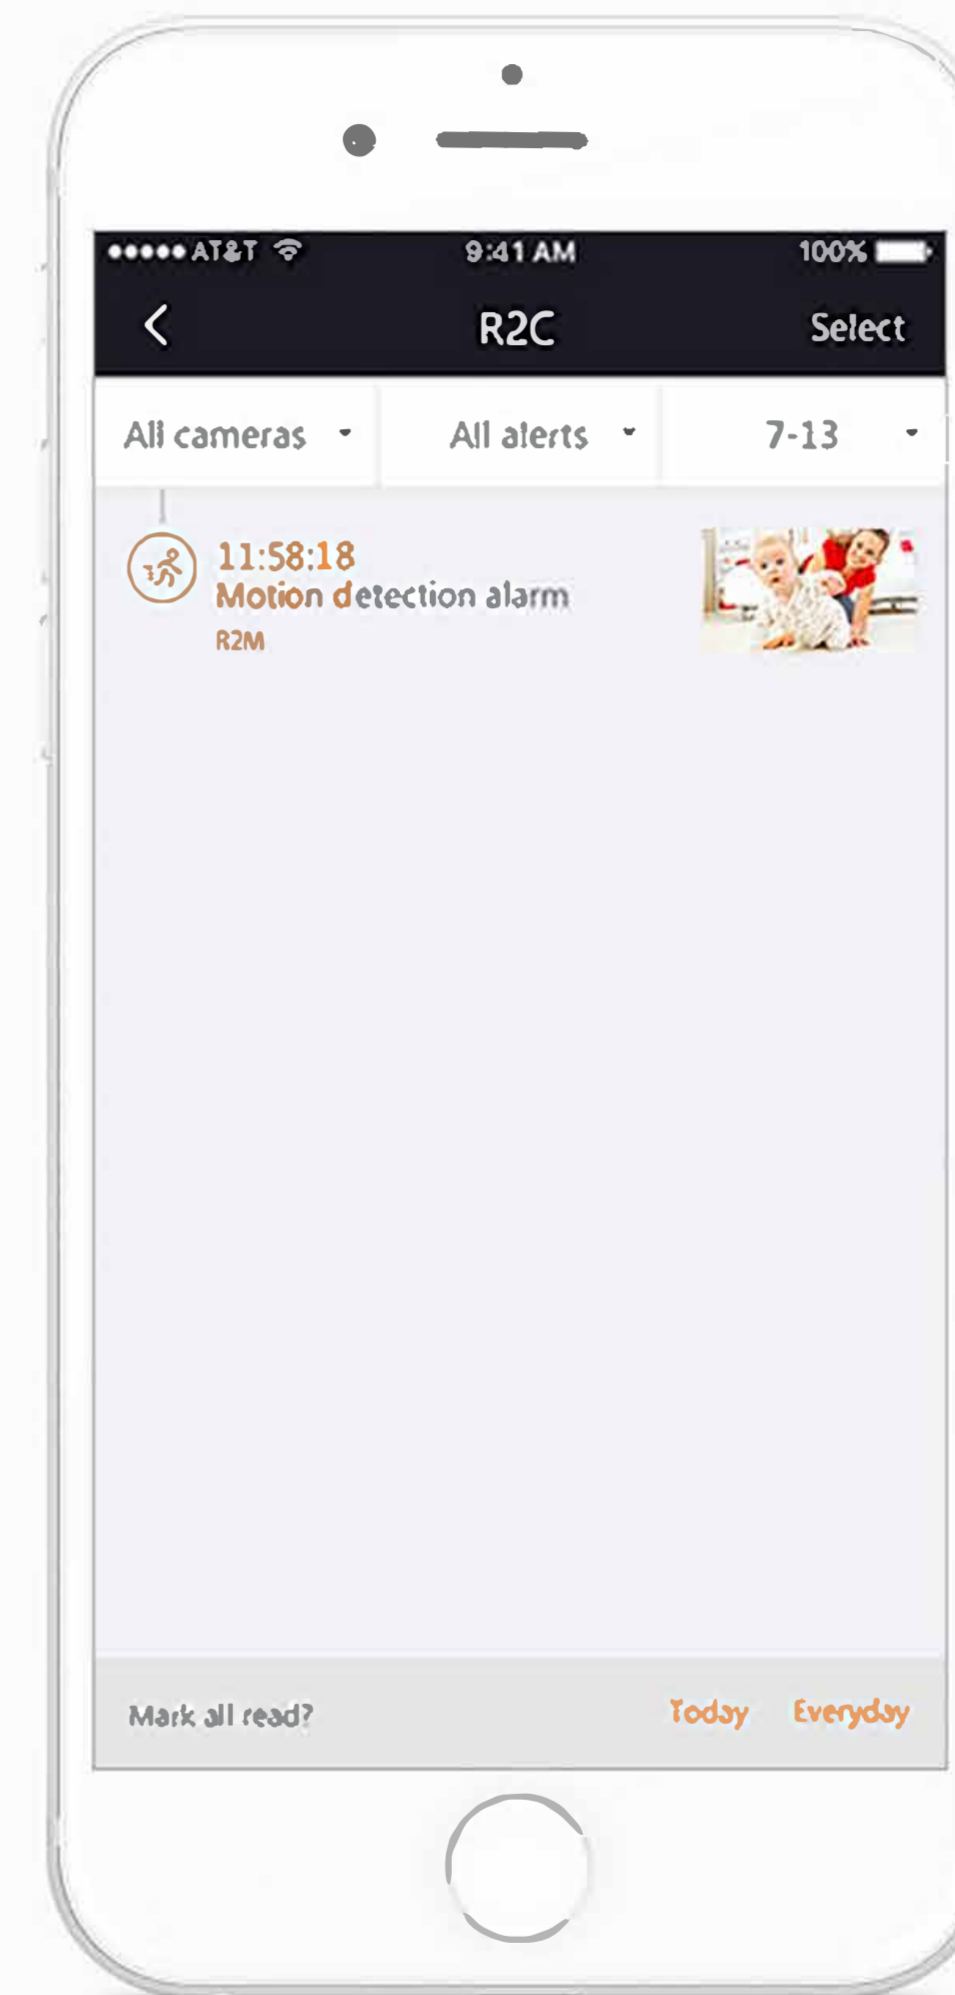 AT&T 9:41 AM 100%
R2C Select
All cameras All alerts 7-13
11:58:18
Motion detection alarm
R2M
Mark all read? Today Everyday